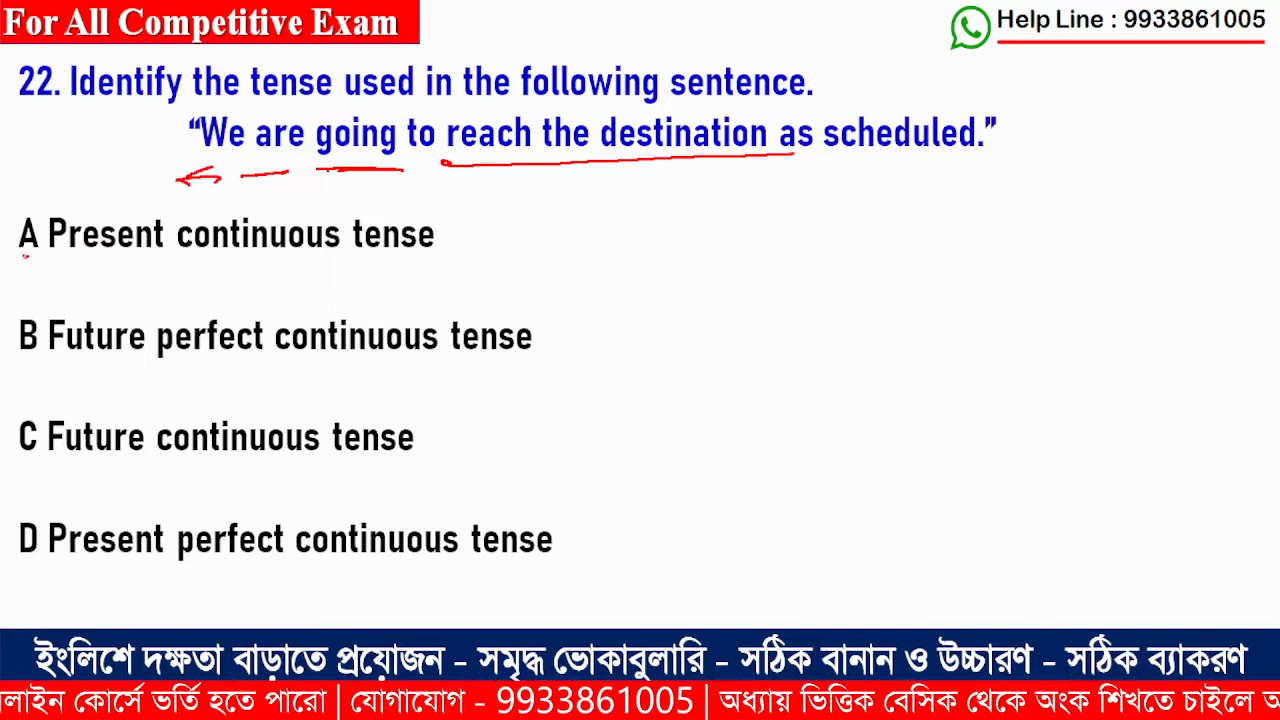 For All Competitive Exam
Help Line : 9933861005
22. Identify the tense used in the following sentence.
“We are going to reach the destination as scheduled.”
A Present continuous tense
B Future perfect continuous tense
C Future continuous tense
D Present perfect continuous tense
ইংলিশে দক্ষতা বাড়াতে প্রয়োজন - সমৃদ্ধ ভোকাবুলারি - সঠিক বানান ও উচ্চারণ - সঠিক ব্যাকরণ
লাইন কোর্সে ভর্তি হতে পারো | যোগাযোগ - 9933861005 | অধ্যায় ভিত্তিক বেসিক থেকে অংক শিখতে চাইলে